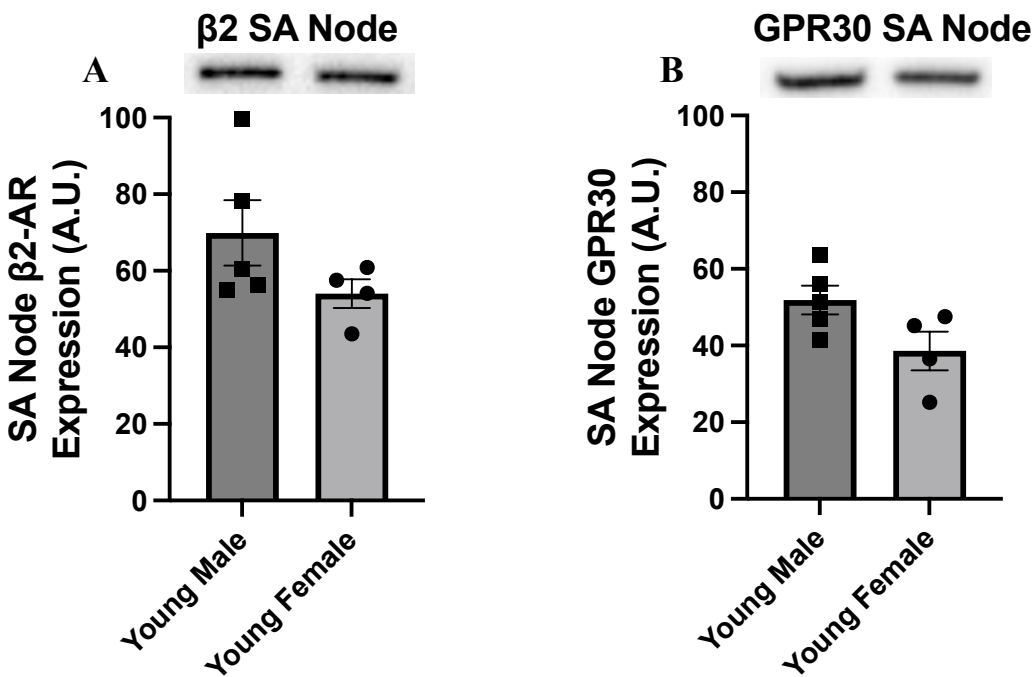 β2 SA Node
A
SA Node β2-AR
Expression (A.U.)
100
80
60
40
20
0
Young Male
Young Female
GPR30 SA Node
B
SA Node GPR30
Expression (A.U.)
100
80
60
40
20
0
Young Male
Young Female